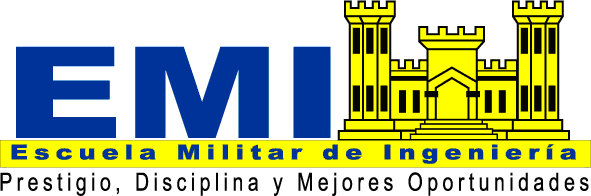 EMI
Escuela Militar de Ingeniería
Prestigio, Disciplina y Mejores Oportunidades